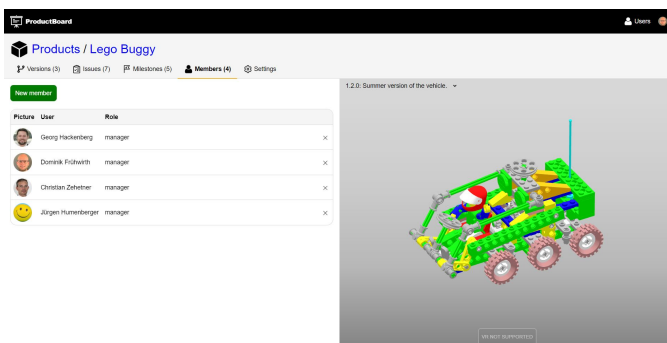 ProductBoard
Users
Products / Lego Buggy
Versions (3) Issues (7) Milestones (5) Members (4) Settings
New member
1.2.0: Summer version of the vehicle.
Picture User Role
Georg Hackenberg manager
Dominik Frühwirth manager
Christian Zehetner manager
Jürgen Humenberger manager
VR NOT SUPPORTED